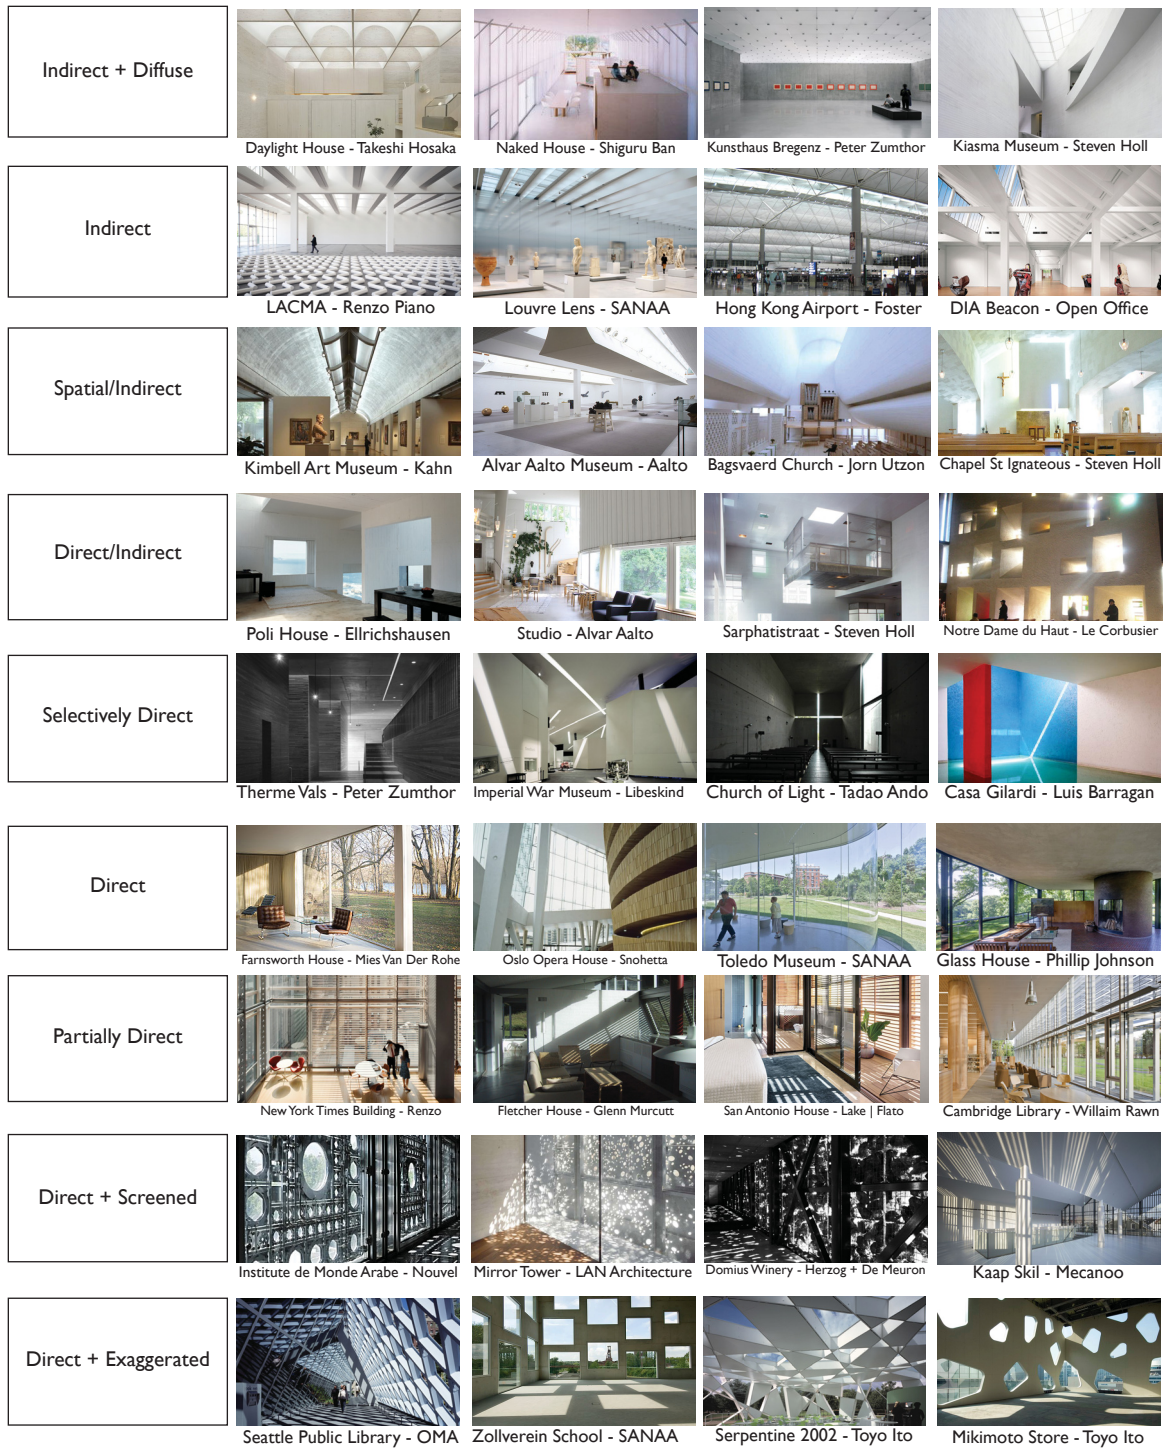 Indirect + Diffuse
Daylight House - Takeshi Hosaka
Naked House - Shiguru Ban
Kunsthaus Bregenz - Peter Zumthor
Kiasma Museum - Steven Holl
Indirect
LACMA - Renzo Piano
Louvre Lens - SANAA
Hong Kong Airport - Foster
DIA Beacon - Open Office
Spatial/Indirect
Kimbell Art Museum - Kahn
Alvar Aalto Museum - Aalto
Bagsvaerd Church - Jorn Utzon
Chapel St Ignateous - Steven Holl
Direct/Indirect
Poli House - Ellrichshausen
Studio - Alvar Aalto
Sarphatistraat - Steven Holl
Notre Dame du Haut - Le Corbusier
Selectively Direct
Therme Vals - Peter Zumthor
Imperial War Museum - Libeskind
Church of Light - Tadao Ando
Casa Gilardi - Luis Barragan
Direct
Farnsworth House - Mies Van Der Rohe
Oslo Opera House - Snohetta
Toledo Museum - SANAA
Glass House - Phillip Johnson
Partially Direct
New York Times Building - Renzo
Fletcher House - Glenn Murcutt
San Antonio House - Lake | Flato
Cambridge Library - Willaim Rawn
Direct + Screened
Institute de Monde Arabe - Nouvel
Mirror Tower - LAN Architecture
Domius Winery - Herzog + De Meuron
Kaap Skil - Mecanoo
Direct + Exaggerated
Seattle Public Library - OMA
Zollverein School - SANAA
Serpentine 2002 - Toyo Ito
Mikimoto Store - Toyo Ito